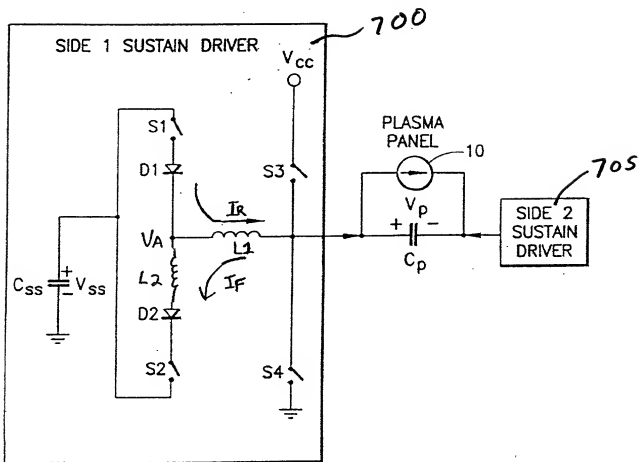 SIDE 1 SUSTAIN DRIVER
700
VCC
S1
D1
S3
PLASMA
PANEL
10
705
IR
VP
SIDE 2
SUSTAIN
DRIVER
VA
L1
+ -
CP
CSS
+
-
VSS
L2
IF
D2
S2
S4